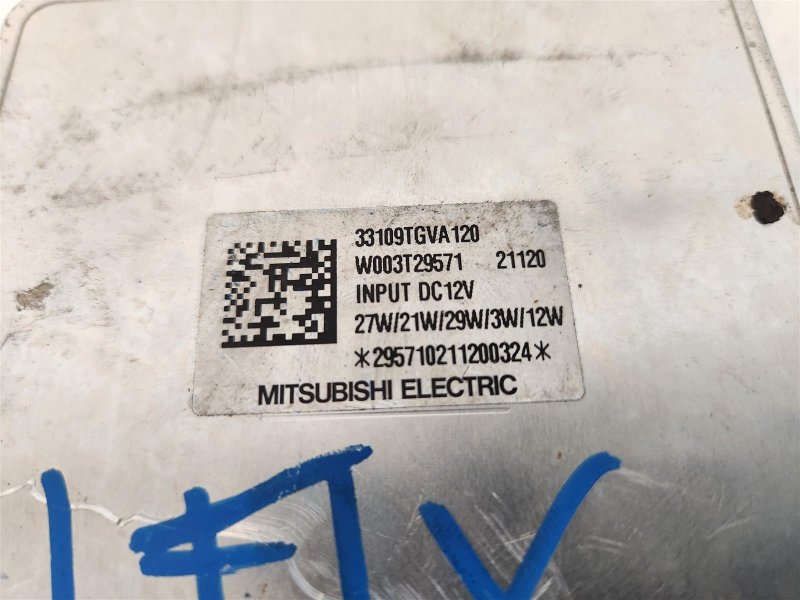 33109TGVA120
W003T29571 21120
INPUT DC12V
27W/21W/29W/3W/12W
*295710211200324*
MITSUBISHI ELECTRIC